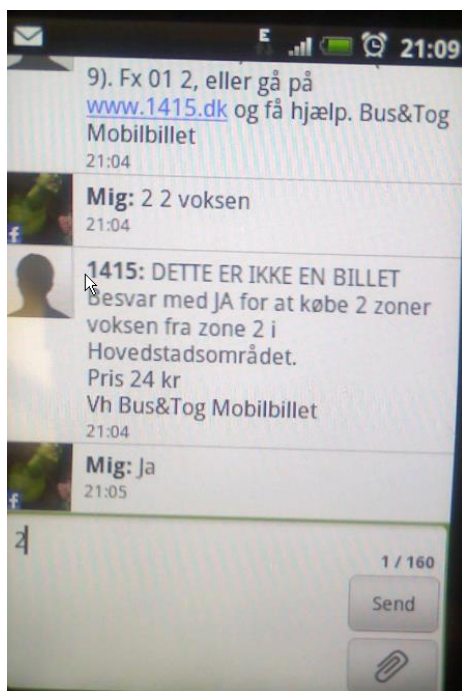 E
21:09
9). Fx 01 2, eller gå på
www.1415.dk og få hjælp. Bus&Tog
Mobilbillet
21:04
Mig: 2 2 voksen
21:04
1415: DETTE ER IKKE EN BILLET
Besvar med JA for at købe 2 zoner
voksen fra zone 2 i
Hovedstadsområdet.
Pris 24 kr
Vh Bus&Tog Mobilbillet
21:04
Mig: Ja
21:05
2
1 / 160
Send